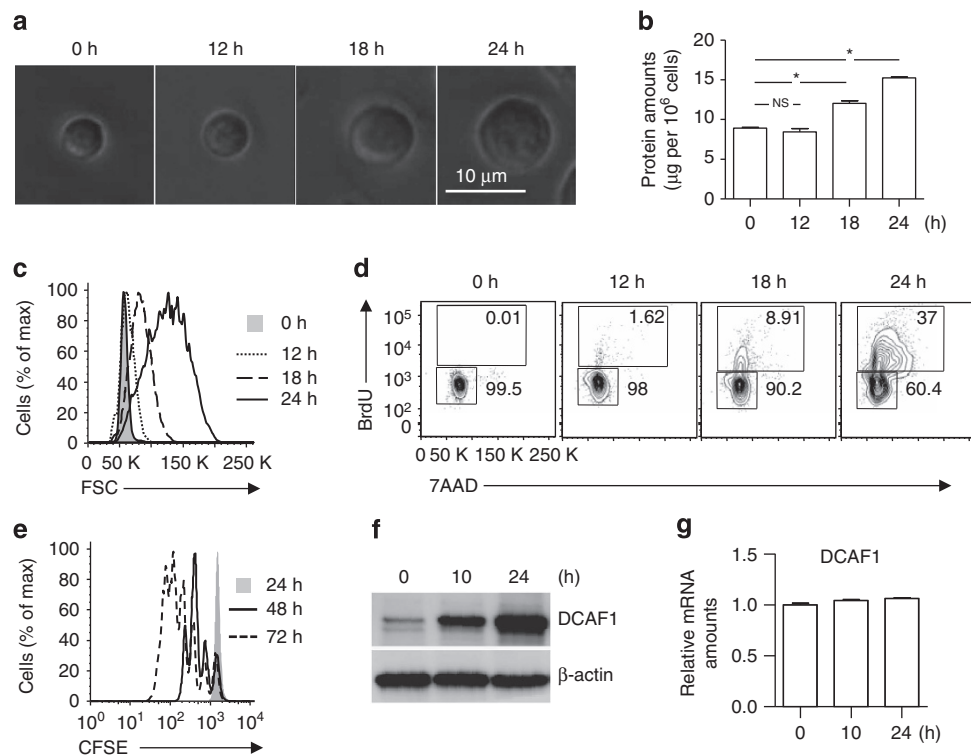 a
0 h 12 h 18 h 24 h
10 μm
b
Protein amounts
(μg per 10⁶ cells)
20
15
10
5
0
*
*
NS
0 12 18 24 (h)
c
Cells (% of max)
100
80
60
40
20
0
0 h
12 h
18 h
24 h
0 50 K 150 K 250 K
FSC
d
0 h 12 h 18 h 24 h
BrdU
10⁵
10⁴
10³
10²
0
0.01 1.62 8.91 37
99.5 98 90.2 60.4
0 50 K 150 K 250 K
7AAD
e
Cells (% of max)
100
80
60
40
20
0
24 h
48 h
72 h
10⁰ 10¹ 10² 10³ 10⁴
CFSE
f
0 10 24 (h)
DCAF1
β-actin
g
DCAF1
Relative mRNA
amounts
1.5
1.0
0.5
0.0
0 10 24 (h)